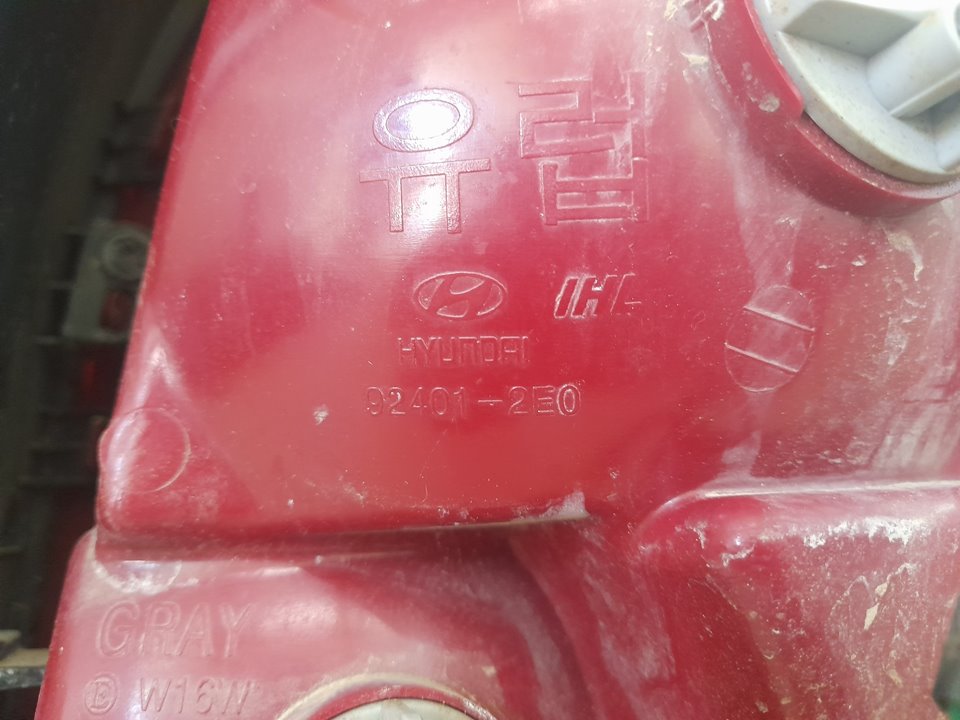 유럽
IHL
HYUNDAI
92401-2E0
GRAY
E W16W